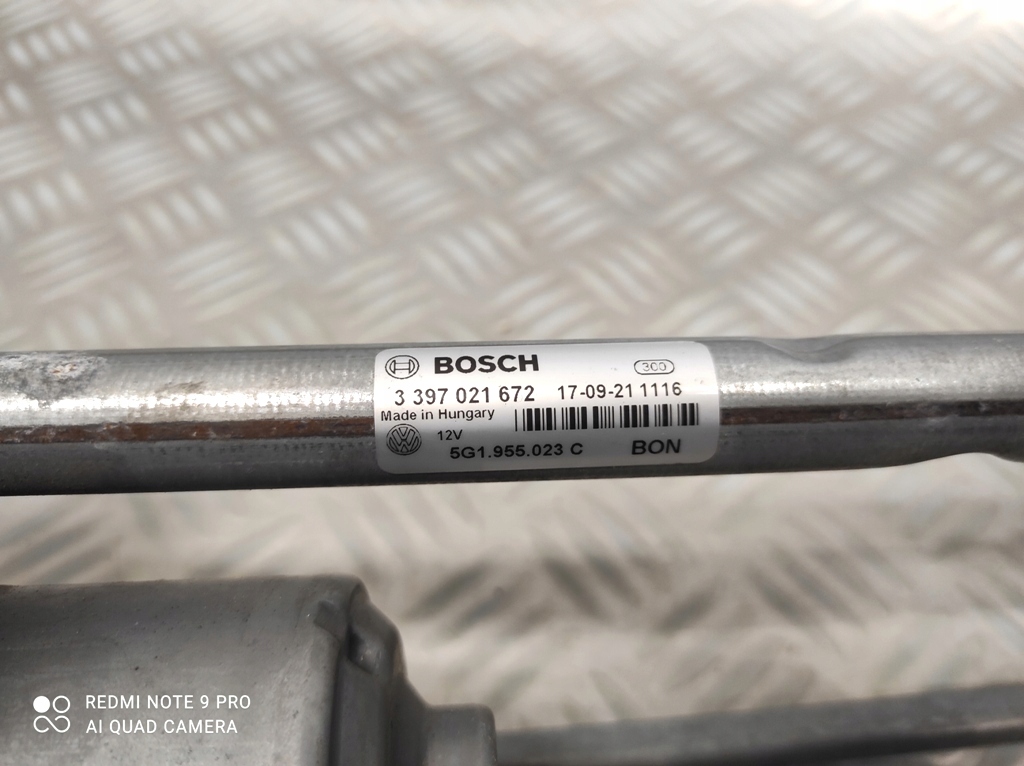 BOSCH 300
3 397 021 672 17-09-21 1116
Made in Hungary
12V
5G1.955.023 C BON
REDMI NOTE 9 PRO
AI QUAD CAMERA